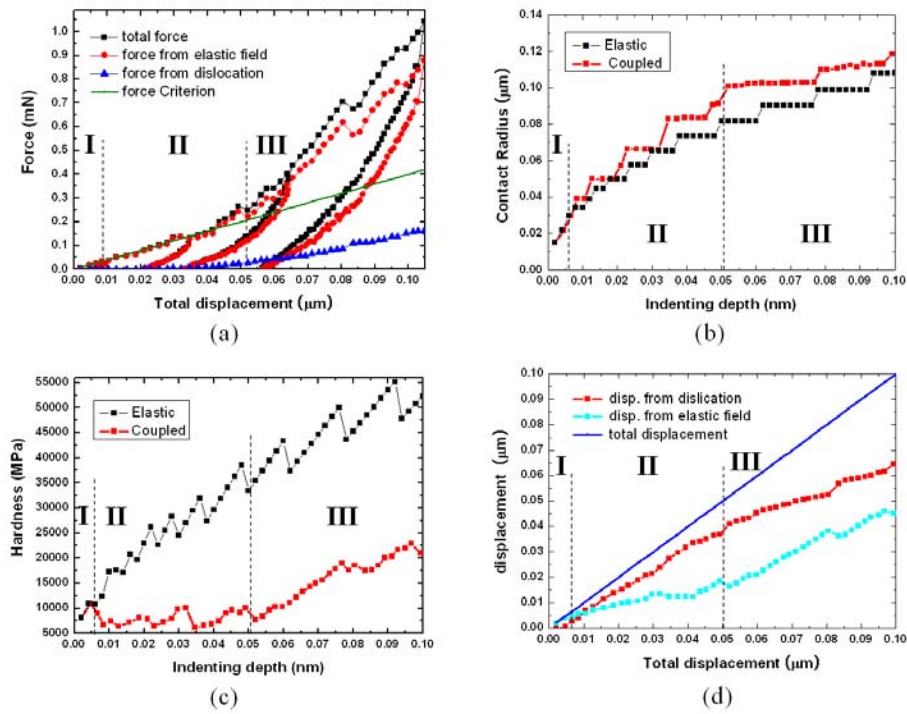 total force
force from elastic field
force from dislocation
force Criterion
I
II
III
Force (mN)
1.0
0.9
0.8
0.7
0.6
0.5
0.4
0.3
0.2
0.1
0.0
0.00 0.01 0.02 0.03 0.04 0.05 0.06 0.07 0.08 0.09 0.10
Total displacement (μm)
(a)
Elastic
Coupled
I
II
III
Contact Radius (μm)
0.14
0.12
0.10
0.08
0.06
0.04
0.02
0.00
0.00 0.01 0.02 0.03 0.04 0.05 0.06 0.07 0.08 0.09 0.10
Indenting depth (nm)
(b)
Elastic
Coupled
I
II
III
Hardness (MPa)
55000
50000
45000
40000
35000
30000
25000
20000
15000
10000
5000
0.00 0.01 0.02 0.03 0.04 0.05 0.06 0.07 0.08 0.09 0.10
Indenting depth (nm)
(c)
disp. from dislication
disp. from elastic field
total displacement
I
II
III
displacement (μm)
0.10
0.09
0.08
0.07
0.06
0.05
0.04
0.03
0.02
0.01
0.00
0.00 0.01 0.02 0.03 0.04 0.05 0.06 0.07 0.08 0.09 0.10
Total displacement (μm)
(d)